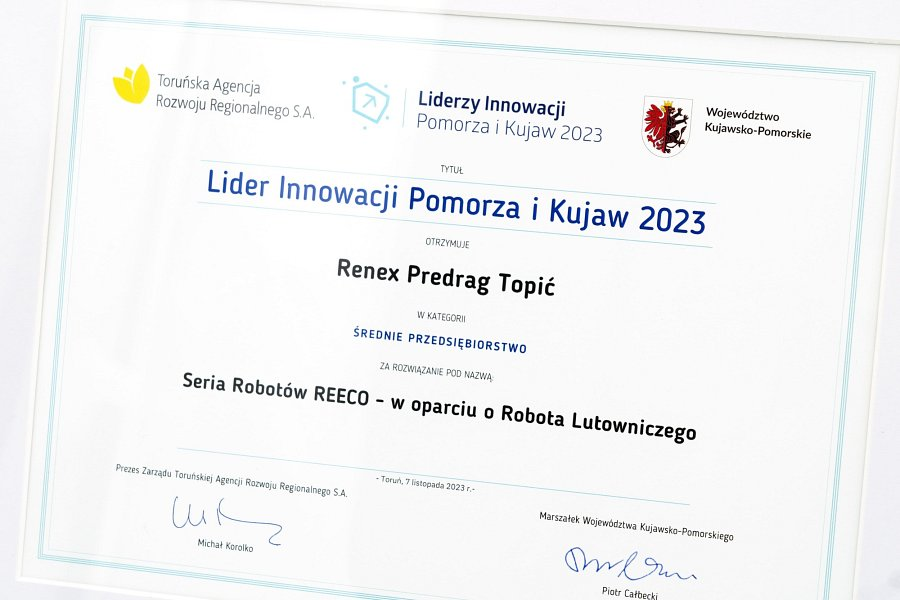 Toruńska Agencja
Rozwoju Regionalnego S.A.
Liderzy Innowacji
Pomorza i Kujaw 2023
Województwo
Kujawsko-Pomorskie
TYTUŁ
Lider Innowacji Pomorza i Kujaw 2023
OTRZYMUJE
Renex Predrag Topić
W KATEGORII
ŚREDNIE PRZEDSIĘBIORSTWO
ZA ROZWIĄZANIE POD NAZWĄ:
Seria Robotów REECO – w oparciu o Robota Lutowniczego
- Toruń, 7 listopada 2023 r.-
Prezes Zarządu Toruńskiej Agencji Rozwoju Regionalnego S.A.
Michał Korolko
Marszałek Województwa Kujawsko-Pomorskiego
Piotr Całbecki